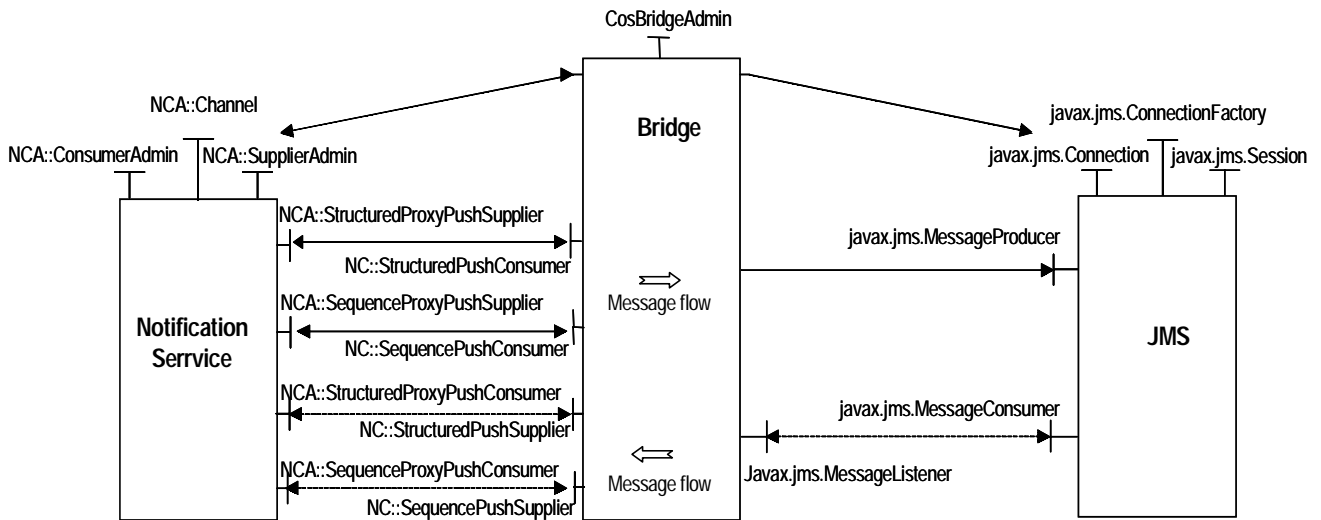 CosBridgeAdmin
NCA::Channel
javax.jms.ConnectionFactory
Bridge
NCA::ConsumerAdmin
NCA::SupplierAdmin
javax.jms.Connection
javax.jms.Session
NCA::StructuredProxyPushSupplier
javax.jms.MessageProducer
NC::StructuredPushConsumer
NCA::SequenceProxyPushSupplier
Message flow
Notification
Serrvice
JMS
NC::SequencePushConsumer
NCA::StructuredProxyPushConsumer
javax.jms.MessageConsumer
NC::StructuredPushSupplier
NCA::SequenceProxyPushConsumer
Message flow
Javax.jms.MessageListener
NC::SequencePushSupplier